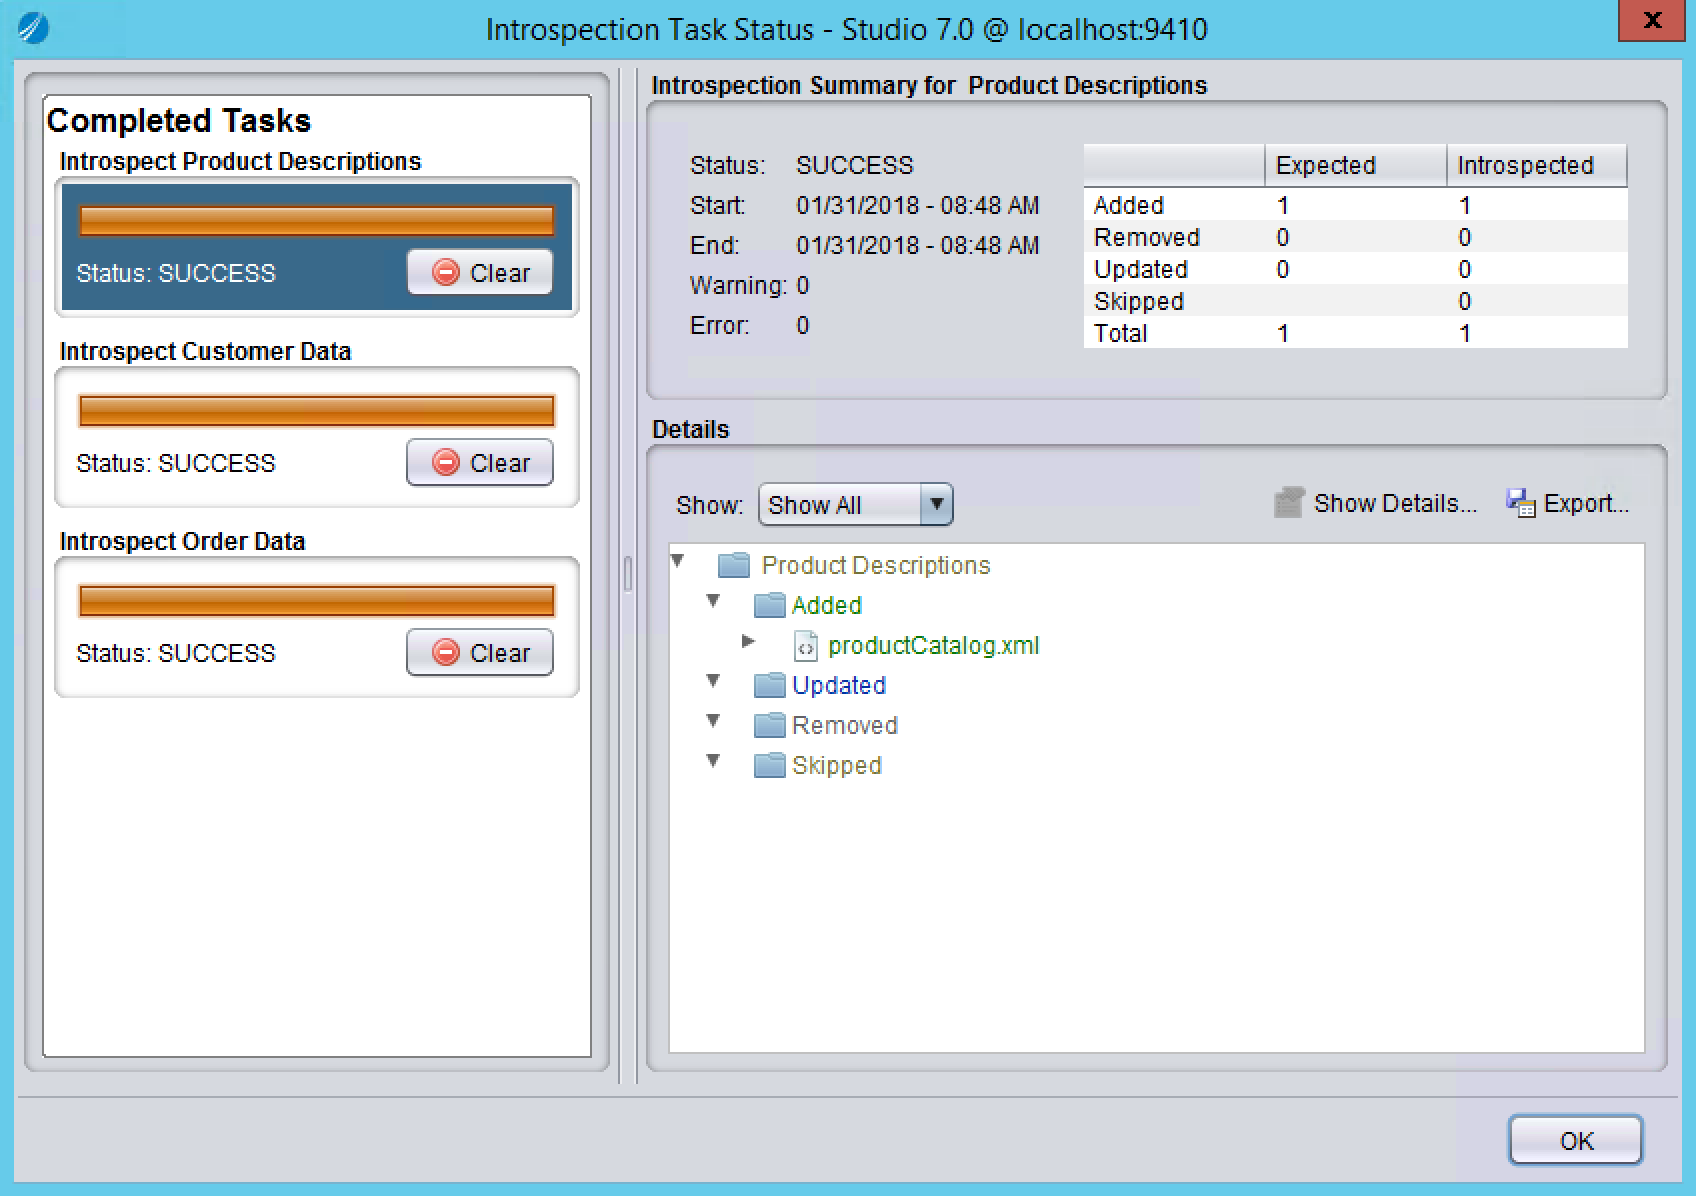 Introspection Task Status - Studio 7.0 @ localhost:9410
x
Completed Tasks
Introspect Product Descriptions
Status: SUCCESS
Clear
Introspect Customer Data
Status: SUCCESS
Clear
Introspect Order Data
Status: SUCCESS
Clear
Introspection Summary for Product Descriptions
Status: SUCCESS
Start: 01/31/2018 - 08:48 AM
End: 01/31/2018 - 08:48 AM
Warning: 0
Error: 0
Expected Introspected
Added 1 1
Removed 0 0
Updated 0 0
Skipped 0
Total 1 1
Details
Show: Show All
Show Details...
Export...
Product Descriptions
Added
productCatalog.xml
Updated
Removed
Skipped
OK